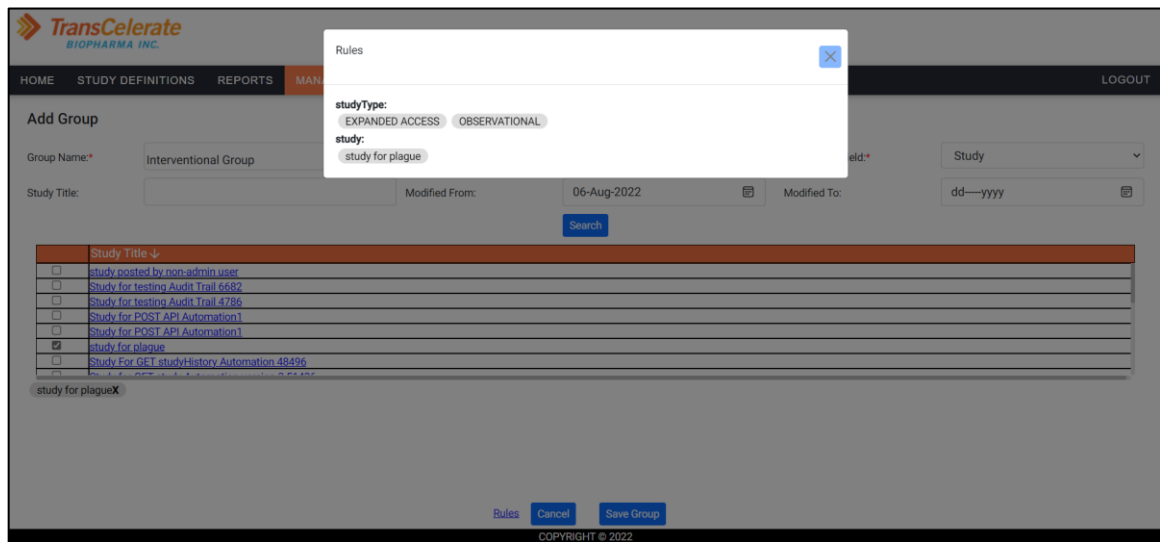 TransCelerate
BIOPHARMA INC.
Rules
HOME STUDY DEFINITIONS REPORTS LOGOUT
studyType:
EXPANDED ACCESS OBSERVATIONAL
study:
study for plague
Add Group
Group Name:* Interventional Group Study
Study Title: Modified From: 06-Aug-2022 Modified To: dd----yyyy
Search
Study Title
study posted by non-admin user
Study for testing Audit Trail 6682
Study for testing Audit Trail 4786
Study for POST API Automation1
Study for POST API Automation1
study for plague
Study For GET studyHistory Automation 48496
study for plagueX
Rules Cancel Save Group
COPYRIGHT © 2022